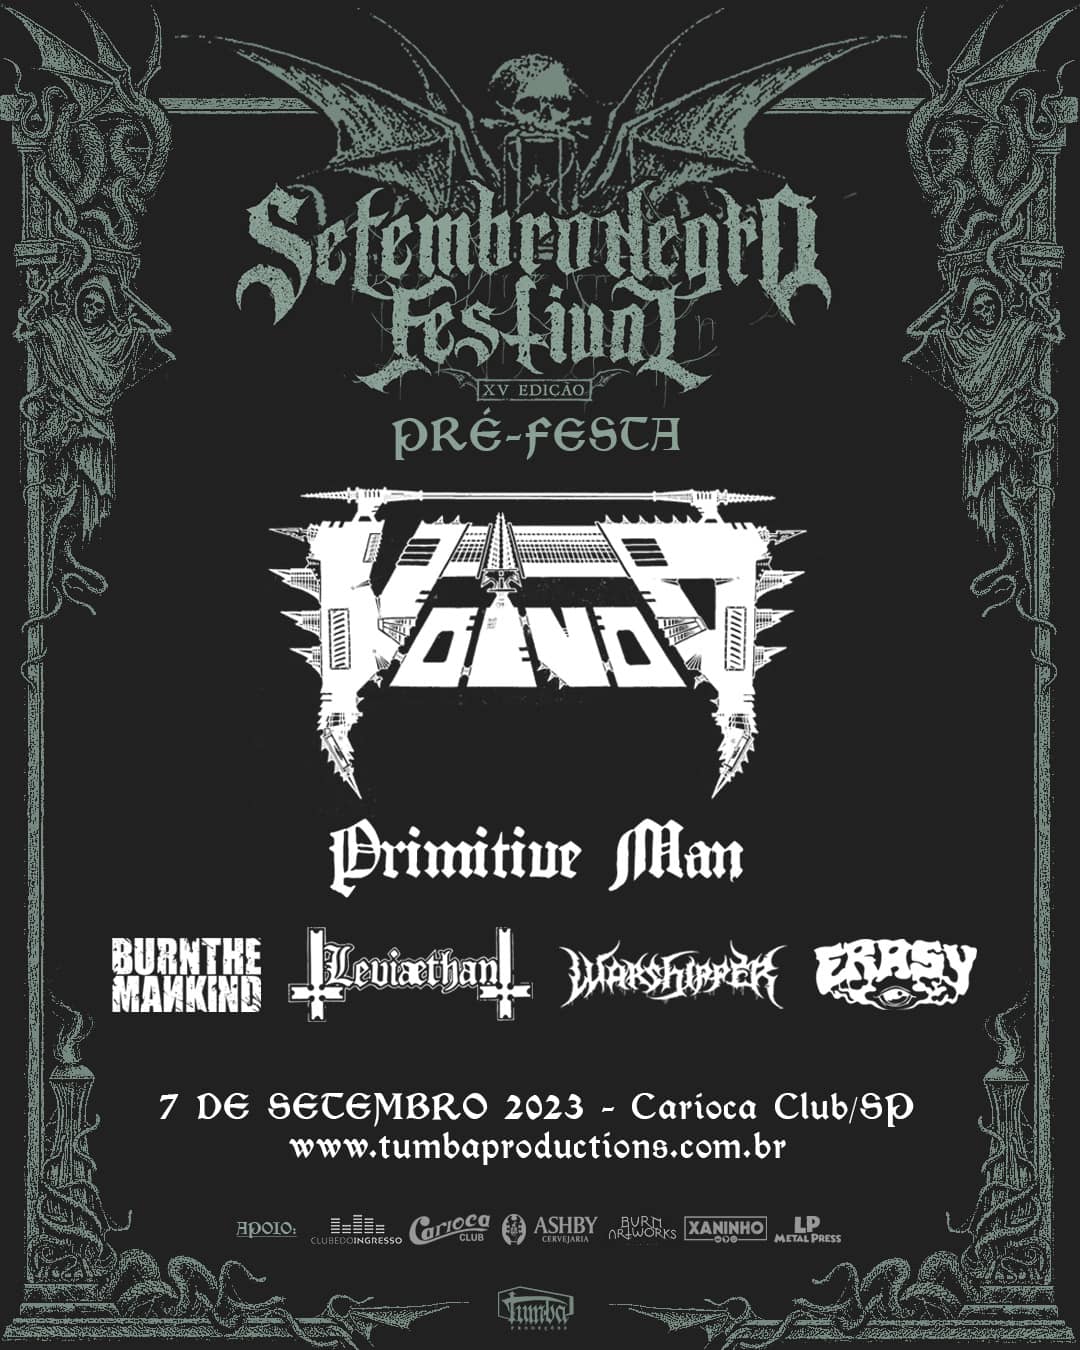 Setembro Negro
Festival
XV EDIÇÃO
PRÉ-FESTA
VOIVOD
Primitive Man
BURN THE
MANKIND
Leviæthan
WARSHIPPER
ERASY
7 DE SETEMBRO 2023 - Carioca Club/SP
www.tumbaproductions.com.br
APOIO:
CLUBEDOINGRESSO
CARIOCA
CLUB
ASHBY
CERVEJARIA
BURN
ARTWORKS
XANINHO
LP
METAL PRESS
tumba